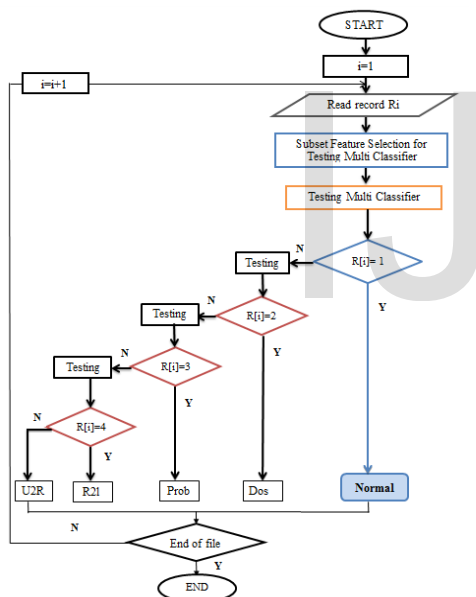 START
i=1
i=i+1
Read record Ri
Subset Feature Selection for
Testing Multi Classifier
Testing Multi Classifier
N
R[i]= 1
Testing
Y
N
R[i]=2
Testing
Y
N
R[i]=3
Testing
Y
N
R[i]=4
Y
U2R
R2l
Prob
Dos
Normal
N
End of file
Y
END
IJ